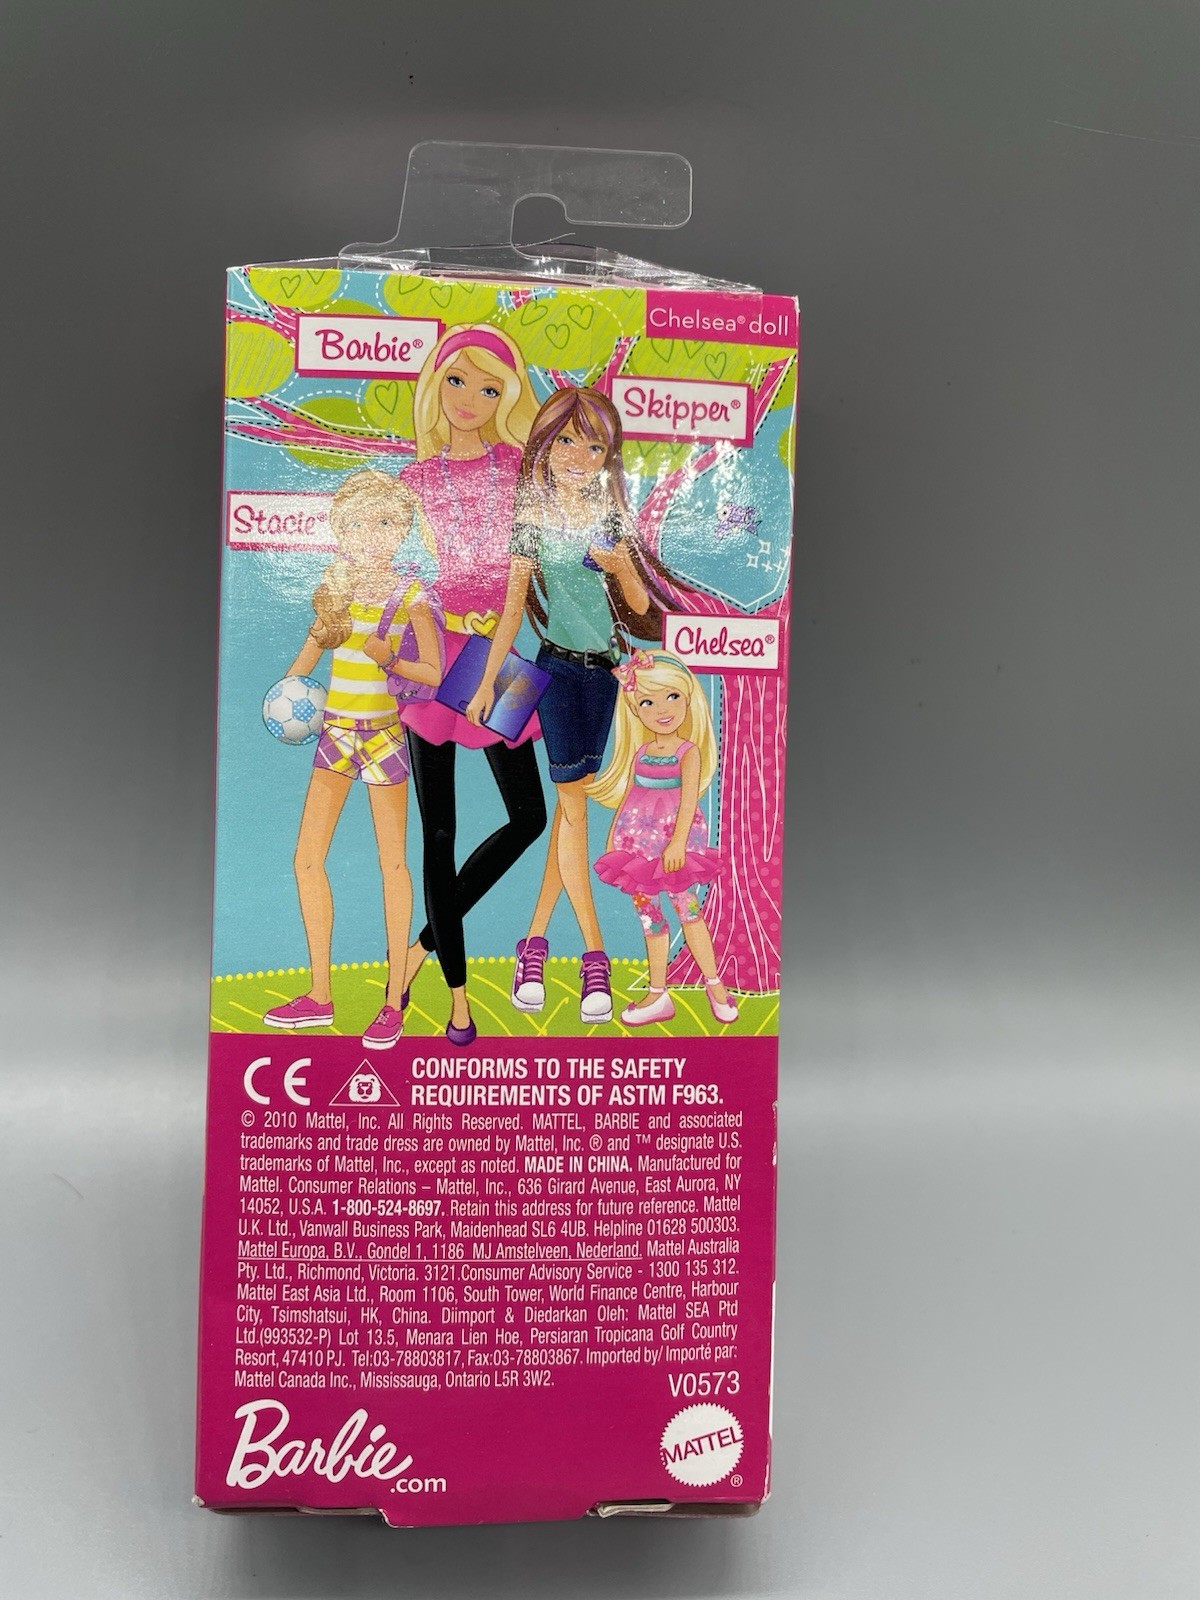 Chelsea® doll
Barbie®
Skipper®
Stacie®
Chelsea®
CE
CONFORMS TO THE SAFETY
REQUIREMENTS OF ASTM F963.
© 2010 Mattel, Inc. All Rights Reserved. MATTEL, BARBIE and associated
trademarks and trade dress are owned by Mattel, Inc. ® and ™ designate U.S.
trademarks of Mattel, Inc., except as noted. MADE IN CHINA. Manufactured for
Mattel. Consumer Relations – Mattel, Inc., 636 Girard Avenue, East Aurora, NY
14052, U.S.A. 1-800-524-8697. Retain this address for future reference. Mattel
U.K. Ltd., Vanwall Business Park, Maidenhead SL6 4UB. Helpline 01628 500303.
Mattel Europa, B.V., Gondel 1, 1186 MJ Amstelveen, Nederland. Mattel Australia
Pty. Ltd., Richmond, Victoria. 3121.Consumer Advisory Service - 1300 135 312.
Mattel East Asia Ltd., Room 1106, South Tower, World Finance Centre, Harbour
City, Tsimshatsui, HK, China. Diimport & Diedarkan Oleh: Mattel SEA Ptd
Ltd.(993532-P) Lot 13.5, Menara Lien Hoe, Persiaran Tropicana Golf Country
Resort, 47410 PJ. Tel:03-78803817, Fax:03-78803867. Imported by/ Importé par:
Mattel Canada Inc., Mississauga, Ontario L5R 3W2.
V0573
Barbie.com
MATTEL®